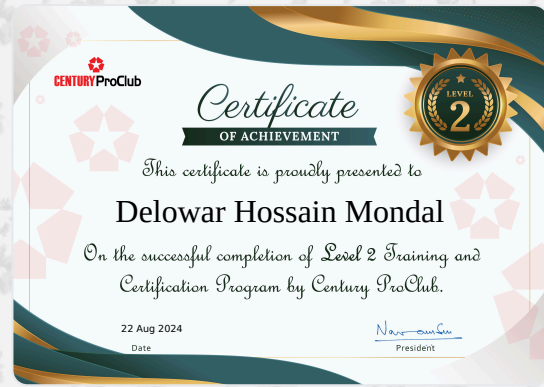 CENTURY ProClub
Certificate
OF ACHIEVEMENT
LEVEL
2
This certificate is proudly presented to
Delowar Hossain Mondal
On the successful completion of Level 2 Training and
Certification Program by Century ProClub.
22 Aug 2024
Date
President